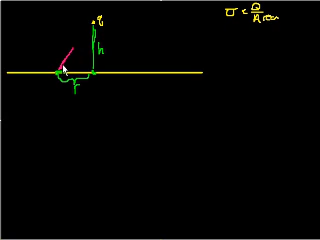 q
σ = Q/Area
h
r